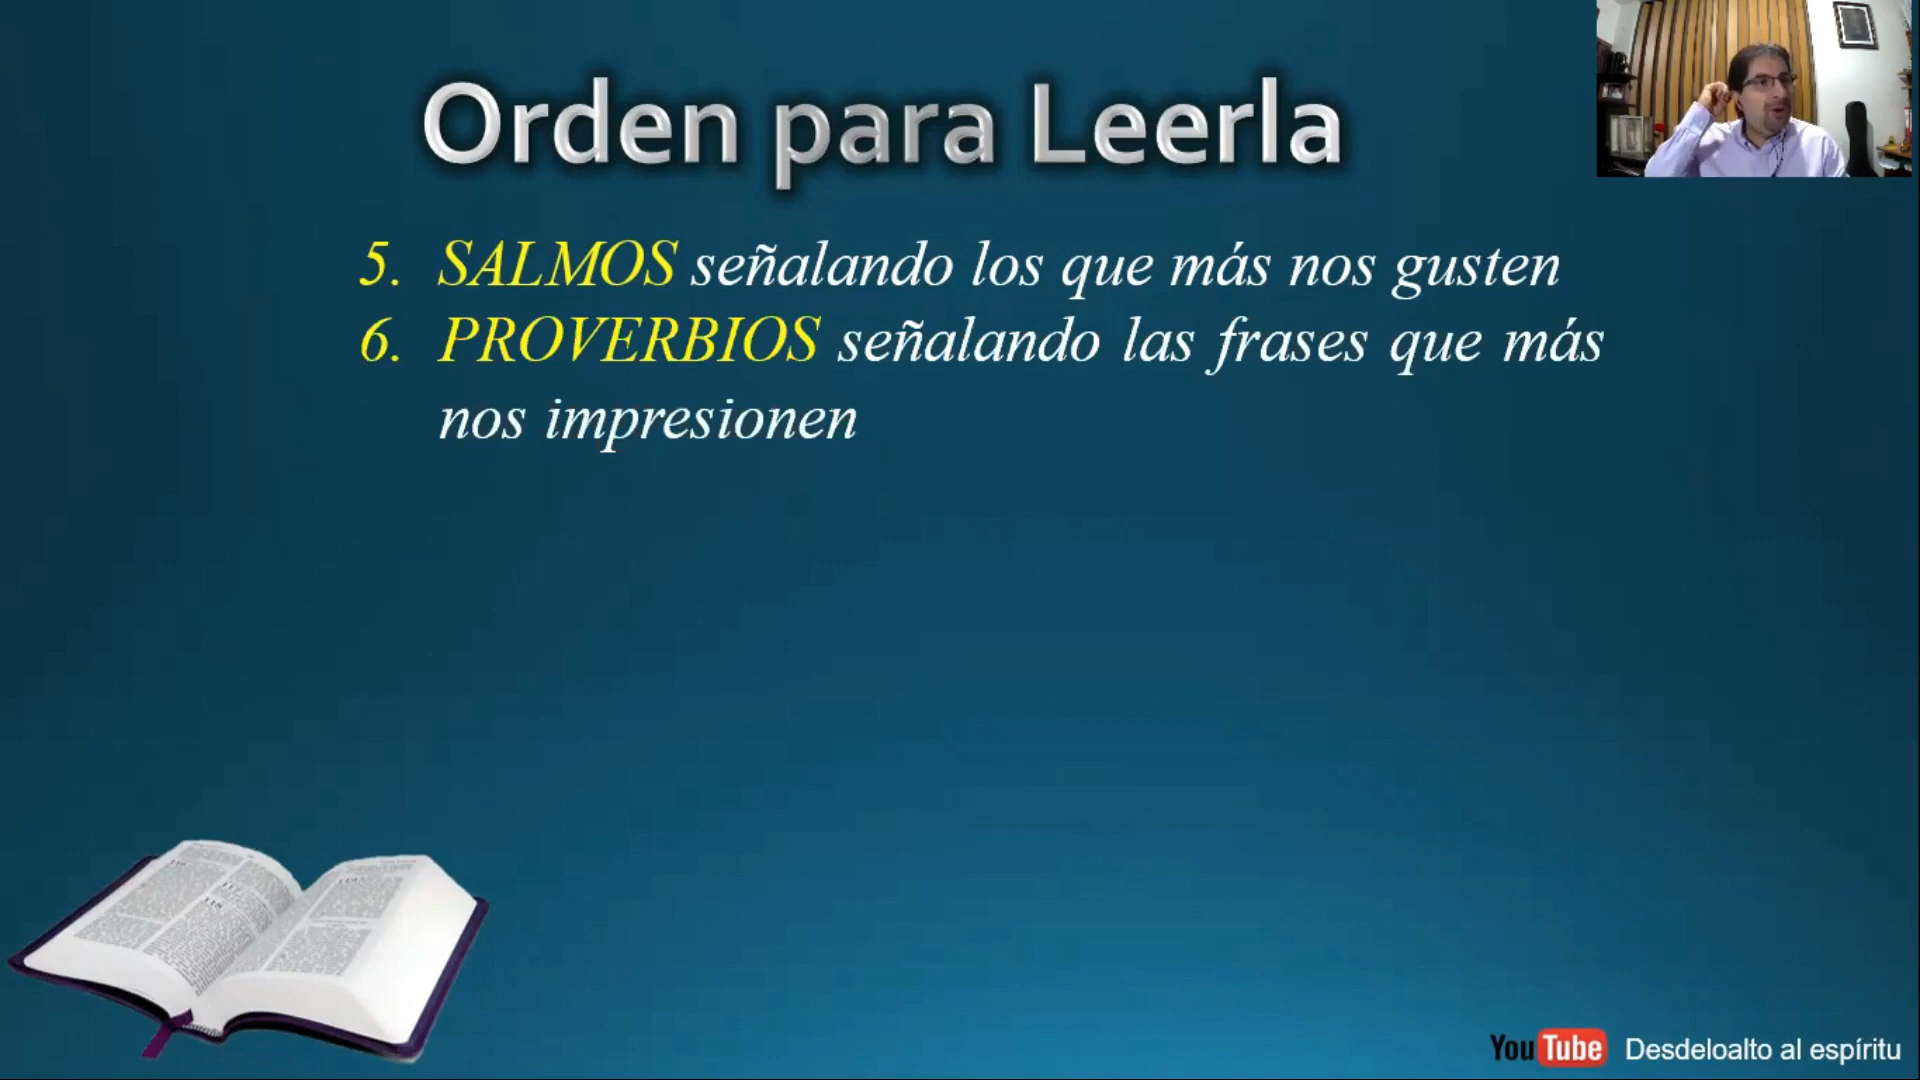 Orden para Leerla
5. SALMOS señalando los que más nos gusten
6. PROVERBIOS señalando las frases que más
nos impresionen
YouTube Desdeloalto al espíritu